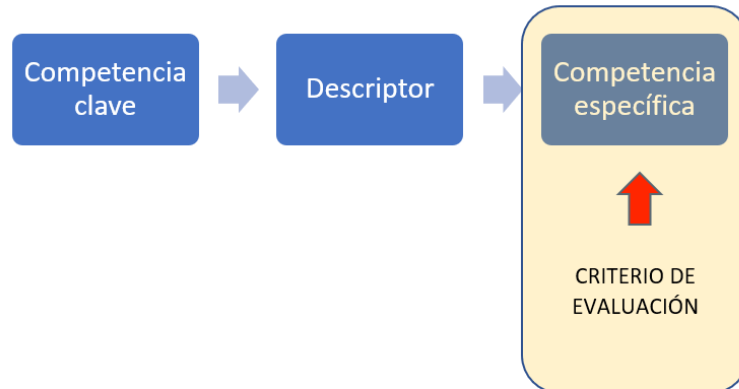 Competencia
clave
Descriptor
Competencia
específica
CRITERIO DE
EVALUACIÓN